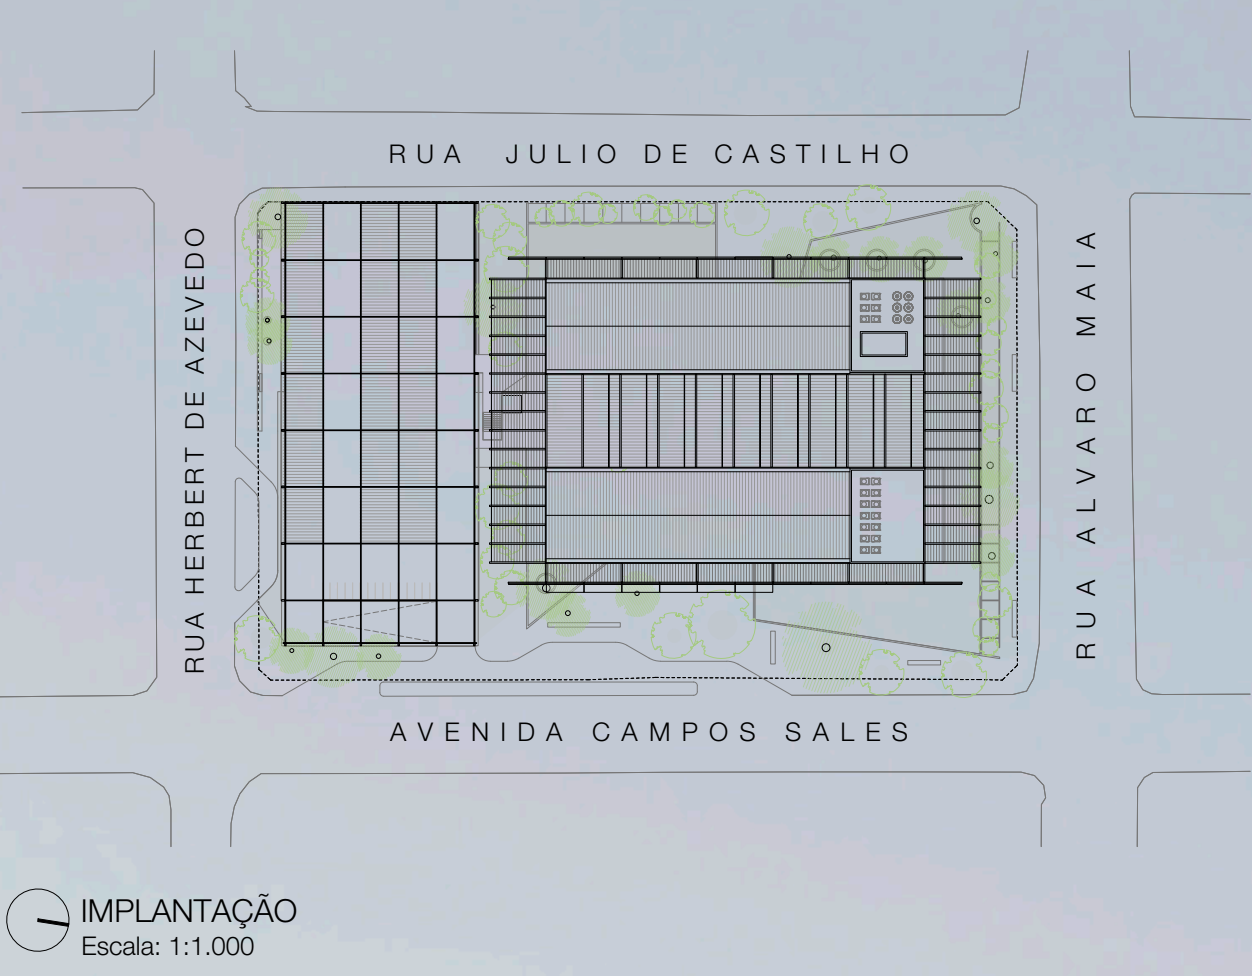 RUA JULIO DE CASTILHO
RUA HERBERT DE AZEVEDO
RUA ALVARO MAIA
AVENIDA CAMPOS SALES
IMPLANTAÇÃO
Escala: 1:1.000